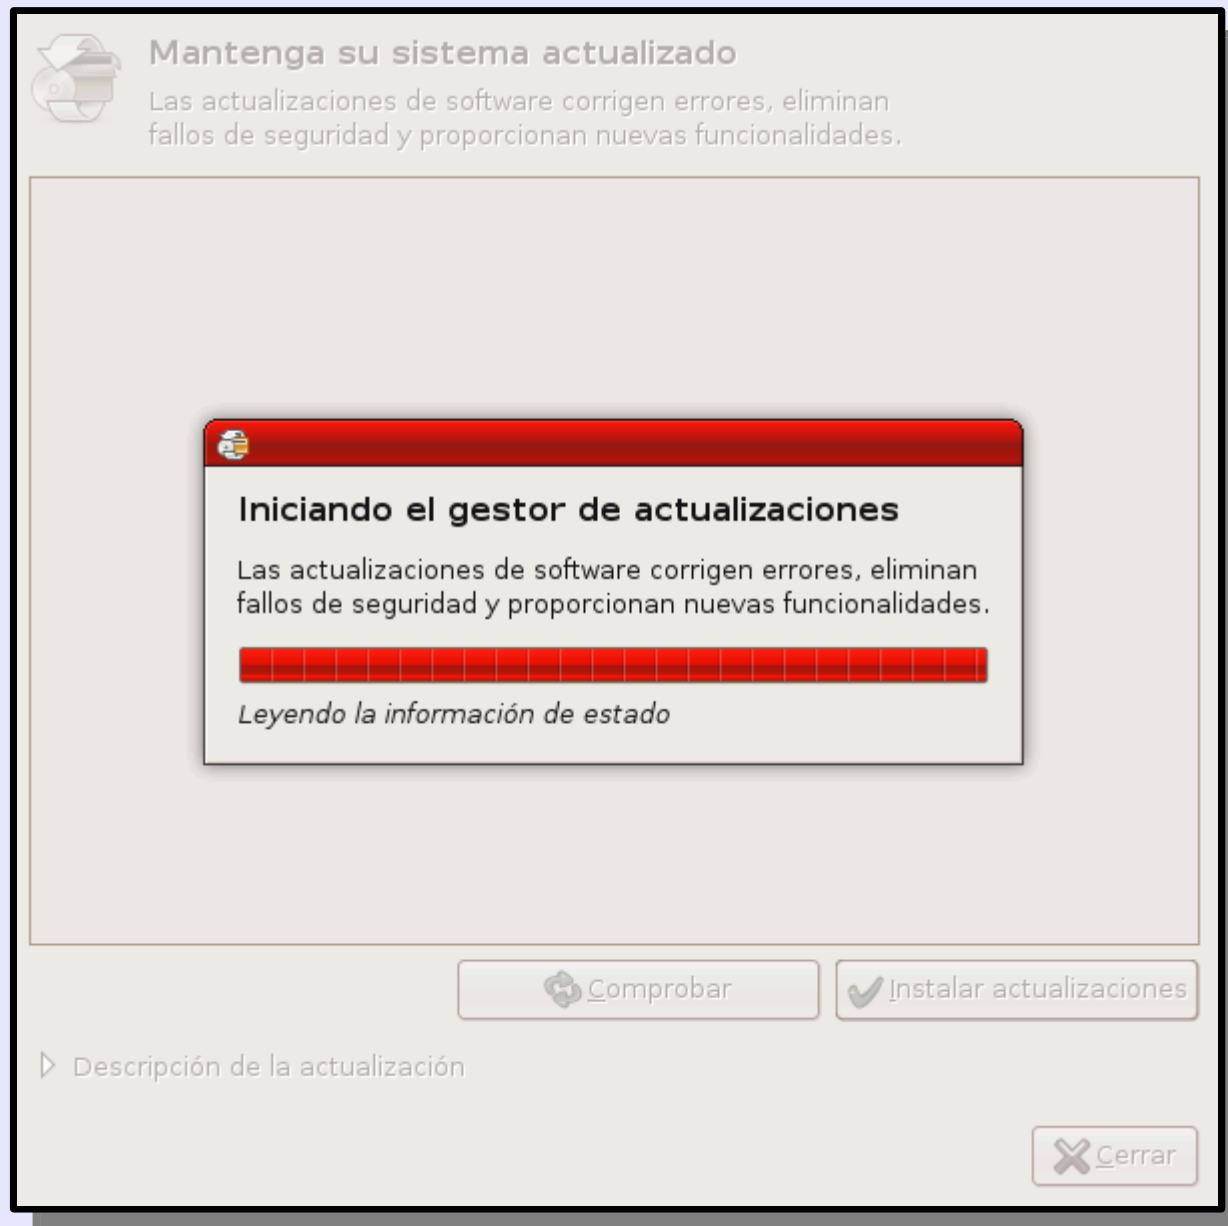 Mantenga su sistema actualizado
Las actualizaciones de software corrigen errores, eliminan
fallos de seguridad y proporcionan nuevas funcionalidades.
Iniciando el gestor de actualizaciones
Las actualizaciones de software corrigen errores, eliminan
fallos de seguridad y proporcionan nuevas funcionalidades.
Leyendo la información de estado
Comprobar
Instalar actualizaciones
Descripción de la actualización
Cerrar